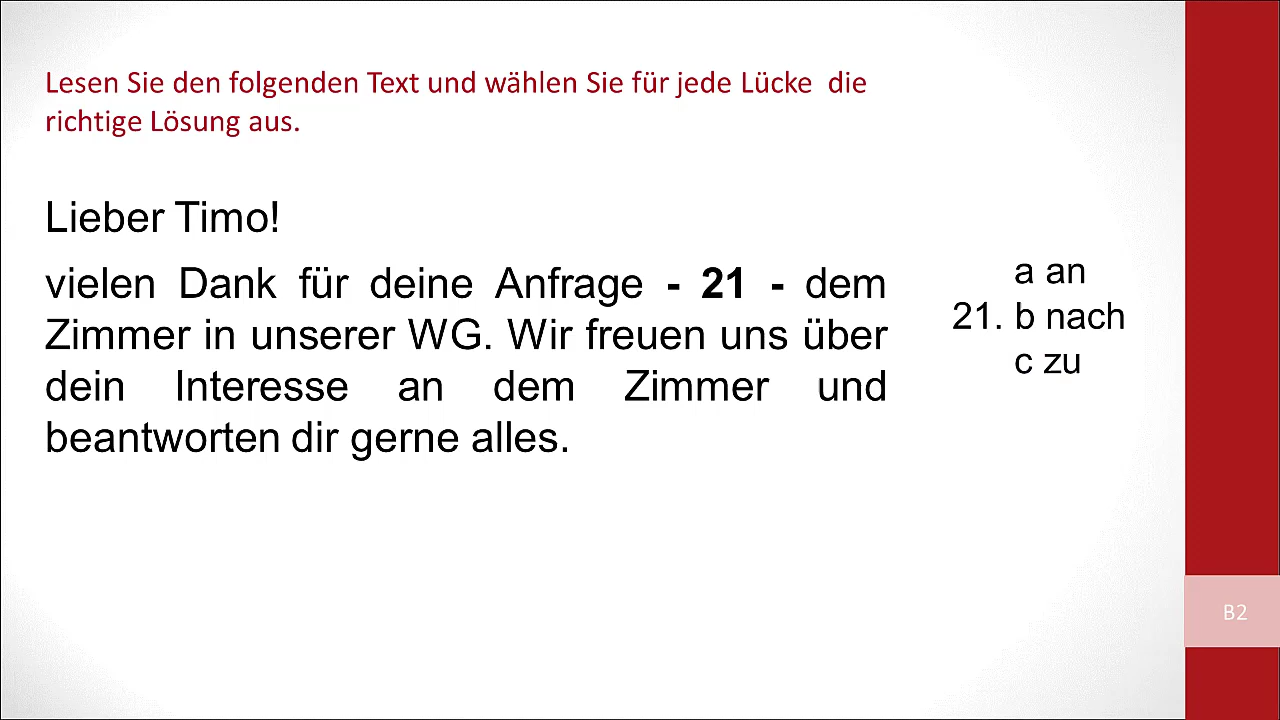 Lesen Sie den folgenden Text und wählen Sie für jede Lücke  die
richtige Lösung aus.
Lieber Timo!
vielen Dank für deine Anfrage - 21 - dem
Zimmer in unserer WG. Wir freuen uns über
dein Interesse an dem Zimmer und
beantworten dir gerne alles.
a an
21. b nach
c zu
B2